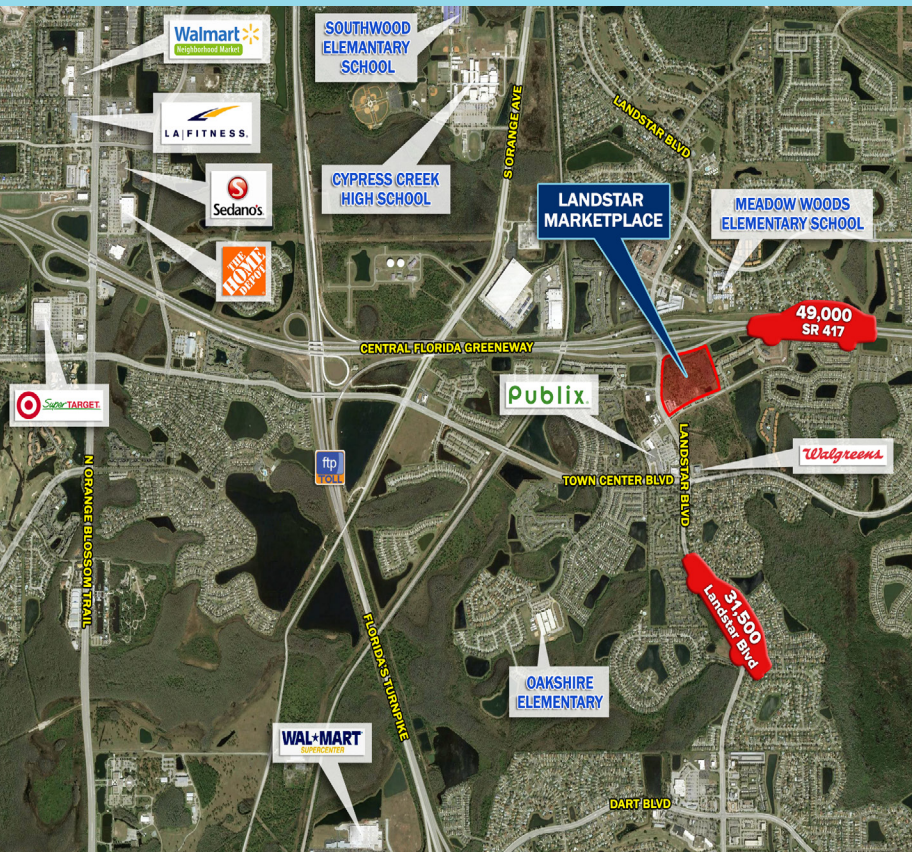 Walmart
Neighborhood Market
SOUTHWOOD
ELEMANTARY
SCHOOL
LA|FITNESS.
S ORANGE AVE
LANDSTAR BLVD
CYPRESS CREEK
HIGH SCHOOL
S
Sedano's
LANDSTAR
MARKETPLACE
MEADOW WOODS
ELEMENTARY SCHOOL
THE
HOME
DEPOT
49,000
SR 417
CENTRAL FLORIDA GREENEWAY
Super TARGET.
Publix.
Walgreens
LANDSTAR BLVD
ftp
TOLL
TOWN CENTER BLVD
N ORANGE BLOSSOM TRAIL
31,500
Landstar Blvd
FLORIDA'S TURNPIKE
OAKSHIRE
ELEMENTARY
WAL★MART
SUPERCENTER
DART BLVD